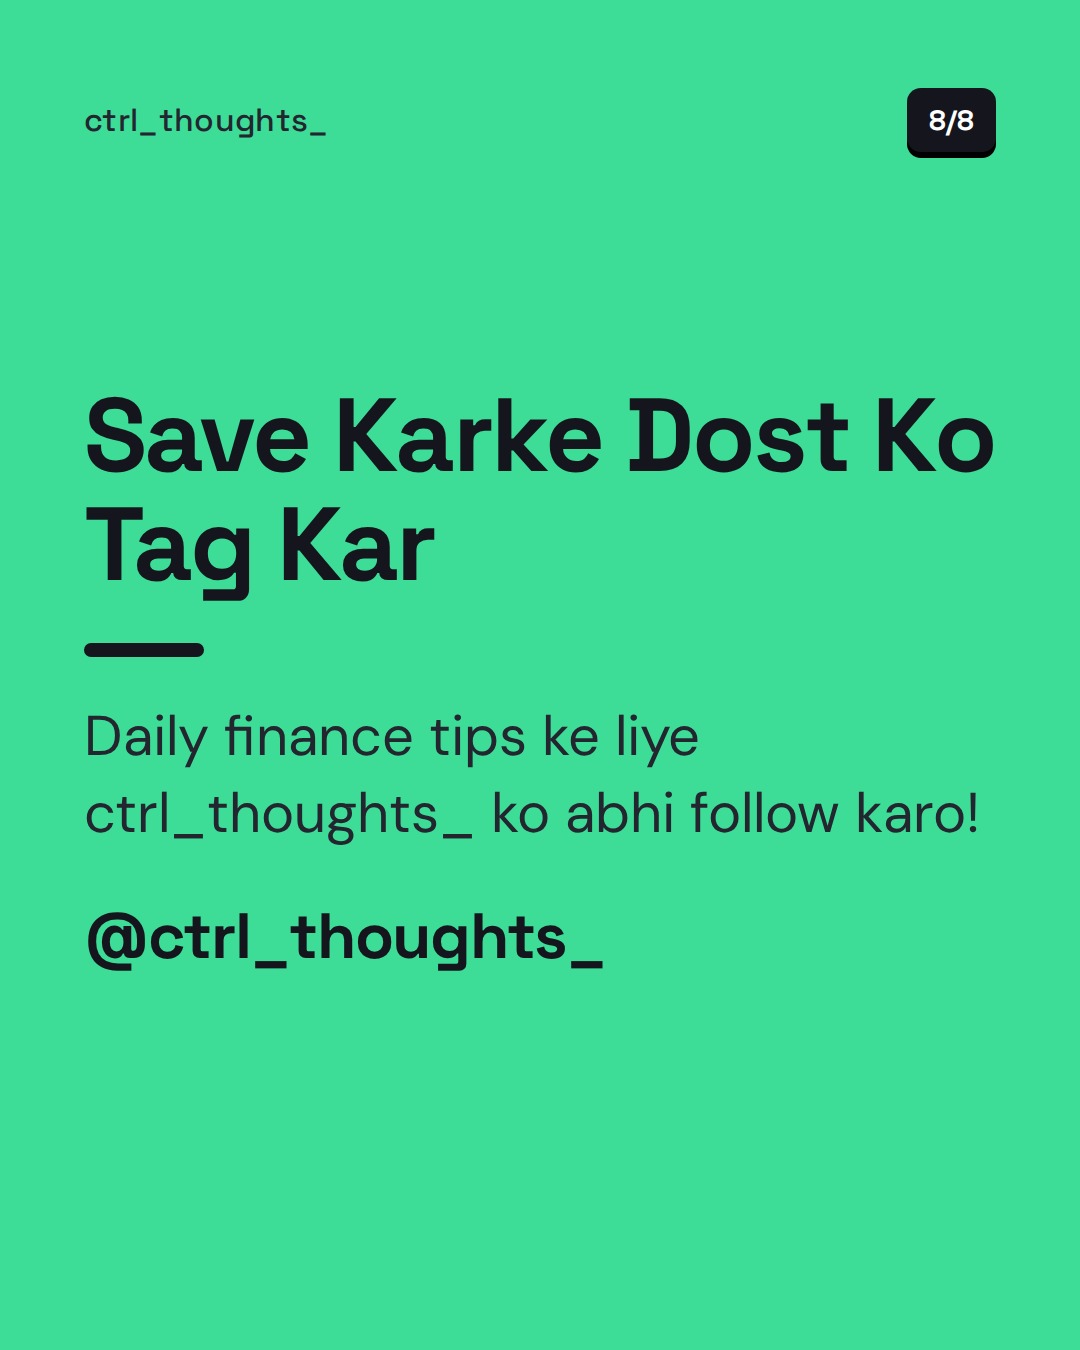 ctrl_thoughts_
8/8
Save Karke Dost Ko
Tag Kar
Daily finance tips ke liye
ctrl_thoughts_ ko abhi follow karo!
@ctrl_thoughts_